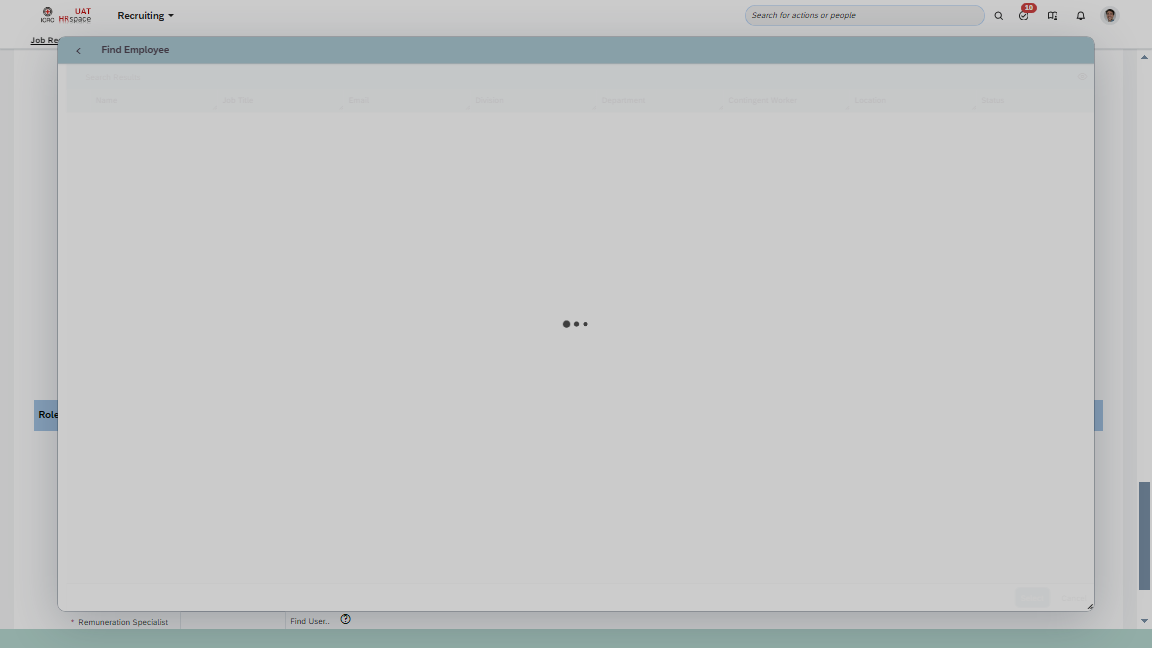 ICRC
UAT
HRspace
Recruiting
Search for actions or people
10
Job Re
Find Employee
Search Results
Name
Job Title
Email
Division
Department
Contingent Worker
Location
Status
Role
* Remuneration Specialist
Find User..